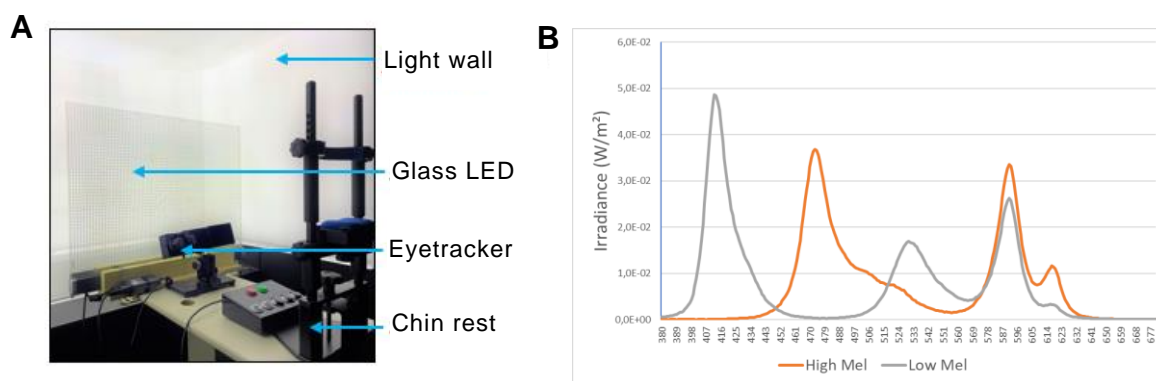 A
Light wall
Glass LED
Eyetracker
Chin rest
B
6,0E-02
5,0E-02
4,0E-02
3,0E-02
2,0E-02
1,0E-02
0,0E+00
Irradiance (W/m²)
380 389 398 407 416 425 434 443 452 461 470 479 488 497 506 515 524 533 542 551 560 569 578 587 596 605 614 623 632 641 650 659 668 677
High Mel Low Mel